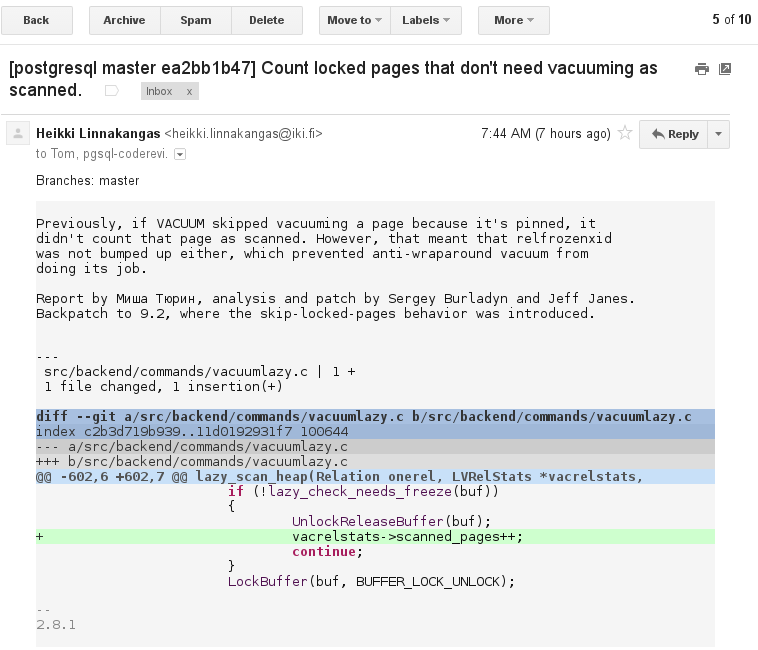 Back Archive Spam Delete Move to Labels More 5 of 10
[postgresql master ea2bb1b47] Count locked pages that don't need vacuuming as
scanned. Inbox x
Heikki Linnakangas <heikki.linnakangas@iki.fi> 7:44 AM (7 hours ago) Reply
to Tom, pgsql-coderevi.
Branches: master
Previously, if VACUUM skipped vacuuming a page because it's pinned, it
didn't count that page as scanned. However, that meant that relfrozenxid
was not bumped up either, which prevented anti-wraparound vacuum from
doing its job.
Report by Миша Тюрин, analysis and patch by Sergey Burladyn and Jeff Janes.
Backpatch to 9.2, where the skip-locked-pages behavior was introduced.
---
src/backend/commands/vacuumlazy.c | 1 +
1 file changed, 1 insertion(+)
diff --git a/src/backend/commands/vacuumlazy.c b/src/backend/commands/vacuumlazy.c
index c2b3d719b939..11d0192931f7 100644
--- a/src/backend/commands/vacuumlazy.c
+++ b/src/backend/commands/vacuumlazy.c
@@ -602,6 +602,7 @@ lazy_scan_heap(Relation onerel, LVRelStats *vacrelstats,
if (!lazy_check_needs_freeze(buf))
{
UnlockReleaseBuffer(buf);
+ vacrelstats->scanned_pages++;
continue;
}
LockBuffer(buf, BUFFER_LOCK_UNLOCK);
--
2.8.1